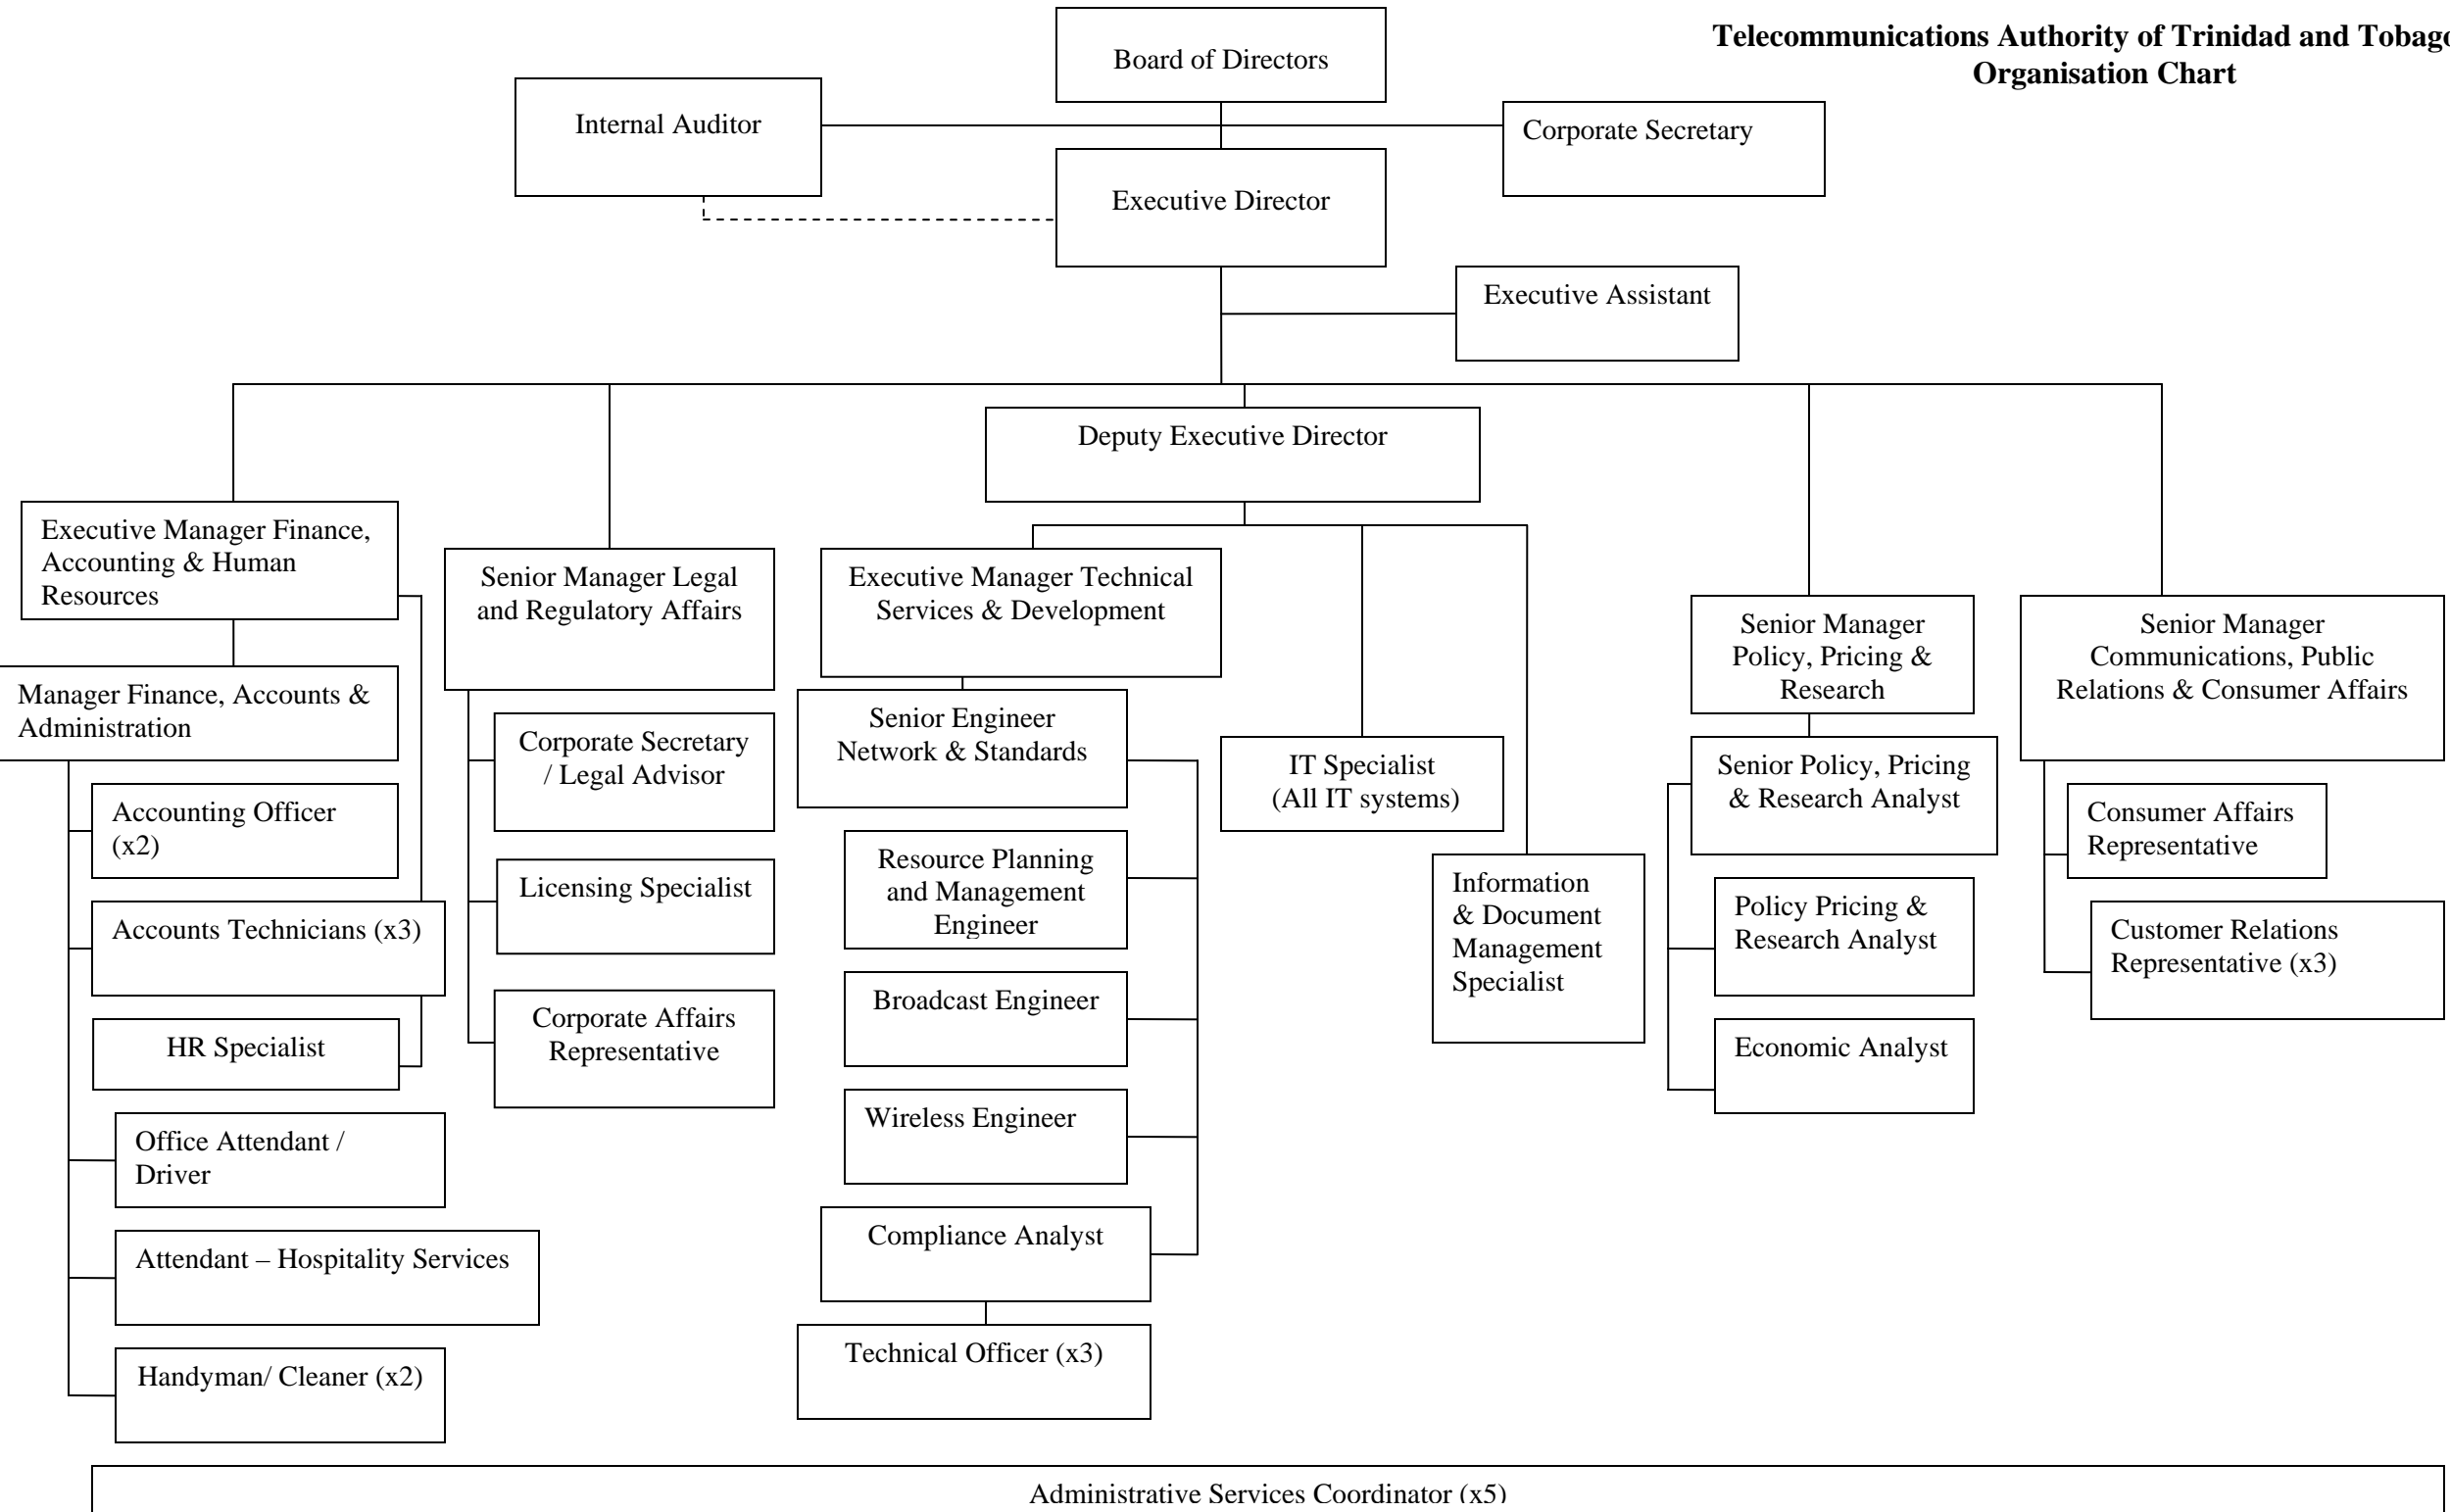 Telecommunications Authority of Trinidad and Tobago
Organisation Chart
Board of Directors
Internal Auditor
Corporate Secretary
Executive Director
Executive Assistant
Deputy Executive Director
Executive Manager Finance,
Accounting & Human
Resources
Manager Finance, Accounts &
Administration
Accounting Officer
(x2)
Accounts Technicians (x3)
HR Specialist
Office Attendant /
Driver
Attendant – Hospitality Services
Handyman/ Cleaner (x2)
Senior Manager Legal
and Regulatory Affairs
Corporate Secretary
/ Legal Advisor
Licensing Specialist
Corporate Affairs
Representative
Executive Manager Technical
Services & Development
Senior Engineer
Network & Standards
Resource Planning
and Management
Engineer
Broadcast Engineer
Wireless Engineer
Compliance Analyst
Technical Officer (x3)
IT Specialist
(All IT systems)
Information
& Document
Management
Specialist
Senior Manager
Policy, Pricing &
Research
Senior Policy, Pricing
& Research Analyst
Policy Pricing &
Research Analyst
Economic Analyst
Senior Manager
Communications, Public
Relations & Consumer Affairs
Consumer Affairs
Representative
Customer Relations
Representative (x3)
Administrative Services Coordinator (x5)